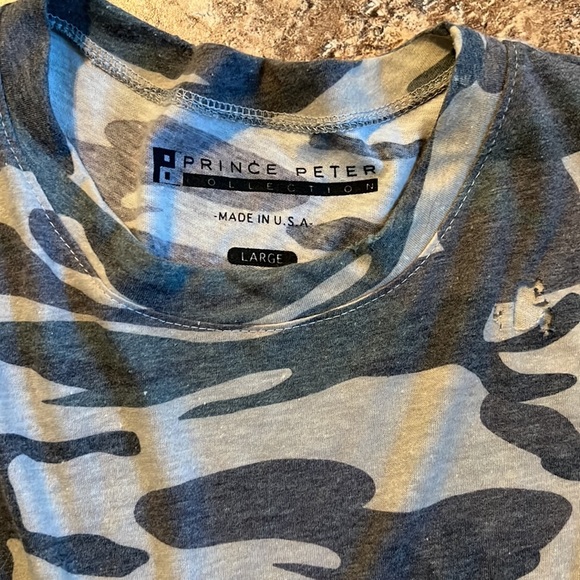 PRINCE PETER
COLLECTION
-MADE IN U.S.A-
LARGE